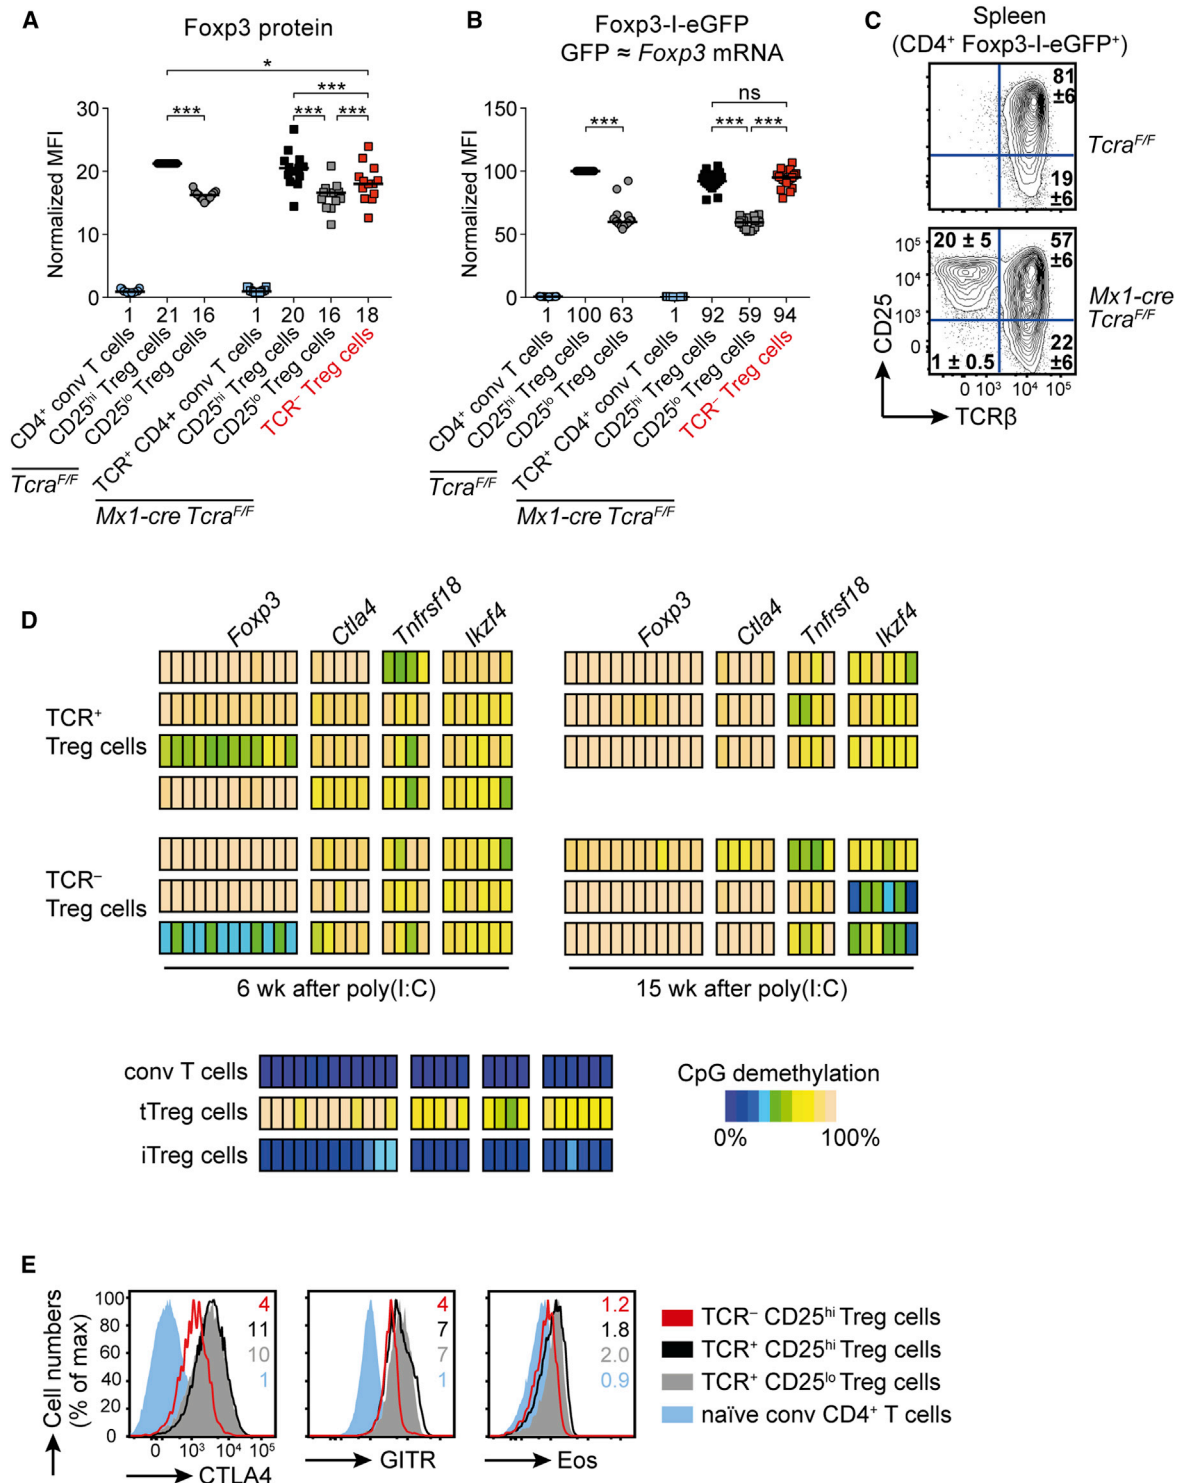 A
Foxp3 protein
*
***
***
***
***
30
20
10
0
Normalized MFI
1 21 16 1 20 16 18
CD4⁺ conv T cells
CD25ʰⁱ Treg cells
CD25ˡᵒ Treg cells
TCR⁺ CD4+ conv T cells
CD25ʰⁱ Treg cells
CD25ˡᵒ Treg cells
TCR⁻ Treg cells
Tcraᶠ/ᶠ
Mx1-cre Tcraᶠ/ᶠ
B
Foxp3-I-eGFP
GFP ≈ Foxp3 mRNA
ns
***
***
***
150
100
50
0
Normalized MFI
1 100 63 1 92 59 94
CD4⁺ conv T cells
CD25ʰⁱ Treg cells
CD25ˡᵒ Treg cells
TCR⁺ CD4⁺ conv T cells
CD25ʰⁱ Treg cells
CD25ˡᵒ Treg cells
TCR⁻ Treg cells
Tcraᶠ/ᶠ
Mx1-cre Tcraᶠ/ᶠ
C
Spleen
(CD4⁺ Foxp3-I-eGFP⁺)
81
±6
19
±6
Tcraᶠ/ᶠ
20 ± 5
57
±6
1 ± 0.5
22
±6
Mx1-cre
Tcraᶠ/ᶠ
10⁵
10⁴
10³
0
CD25
0 10³ 10⁴ 10⁵
TCRβ
D
Foxp3 Ctla4 Tnfrsf18 Ikzf4
Foxp3 Ctla4 Tnfrsf18 Ikzf4
TCR⁺
Treg cells
TCR⁻
Treg cells
6 wk after poly(I:C)
15 wk after poly(I:C)
conv T cells
tTreg cells
iTreg cells
CpG demethylation
0% 100%
E
Cell numbers
(% of max)
100
80
60
40
20
0
4
11
10
1
0 10³ 10⁴ 10⁵
CTLA4
4
7
7
1
GITR
1.2
1.8
2.0
0.9
Eos
TCR⁻ CD25ʰⁱ Treg cells
TCR⁺ CD25ʰⁱ Treg cells
TCR⁺ CD25ˡᵒ Treg cells
naïve conv CD4⁺ T cells